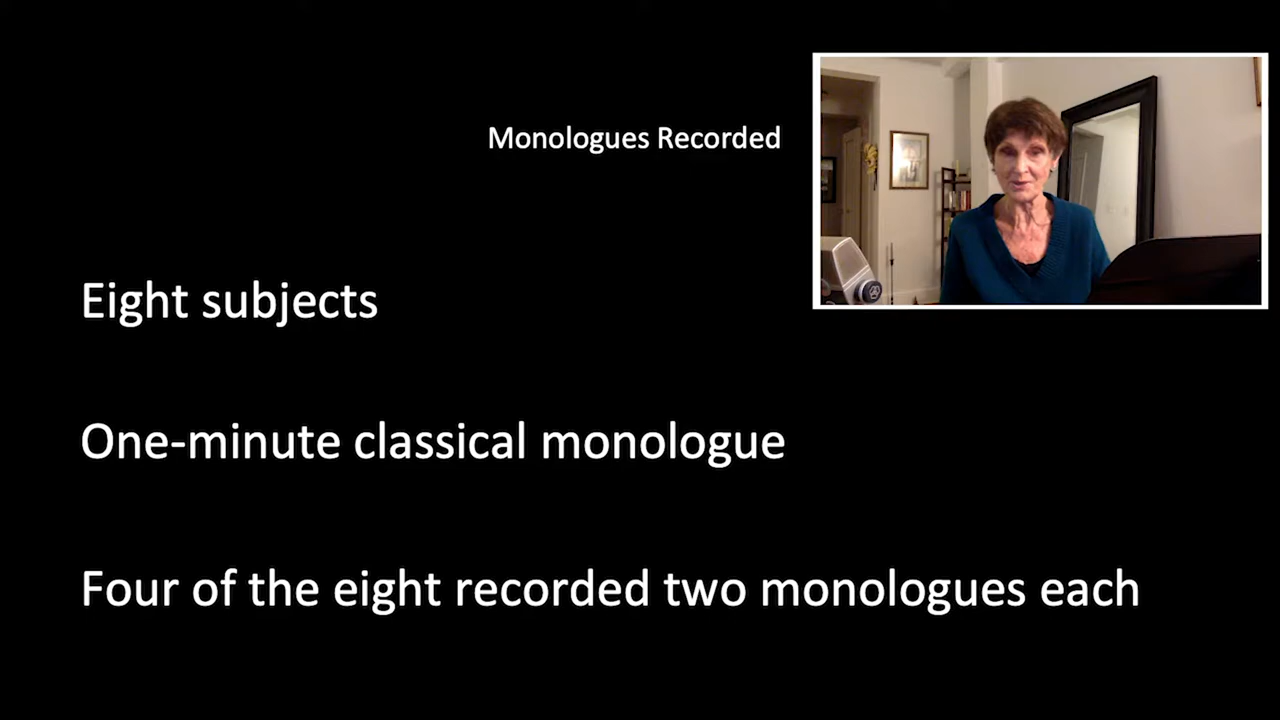 Monologues Recorded
Eight subjects
One-minute classical monologue
Four of the eight recorded two monologues each